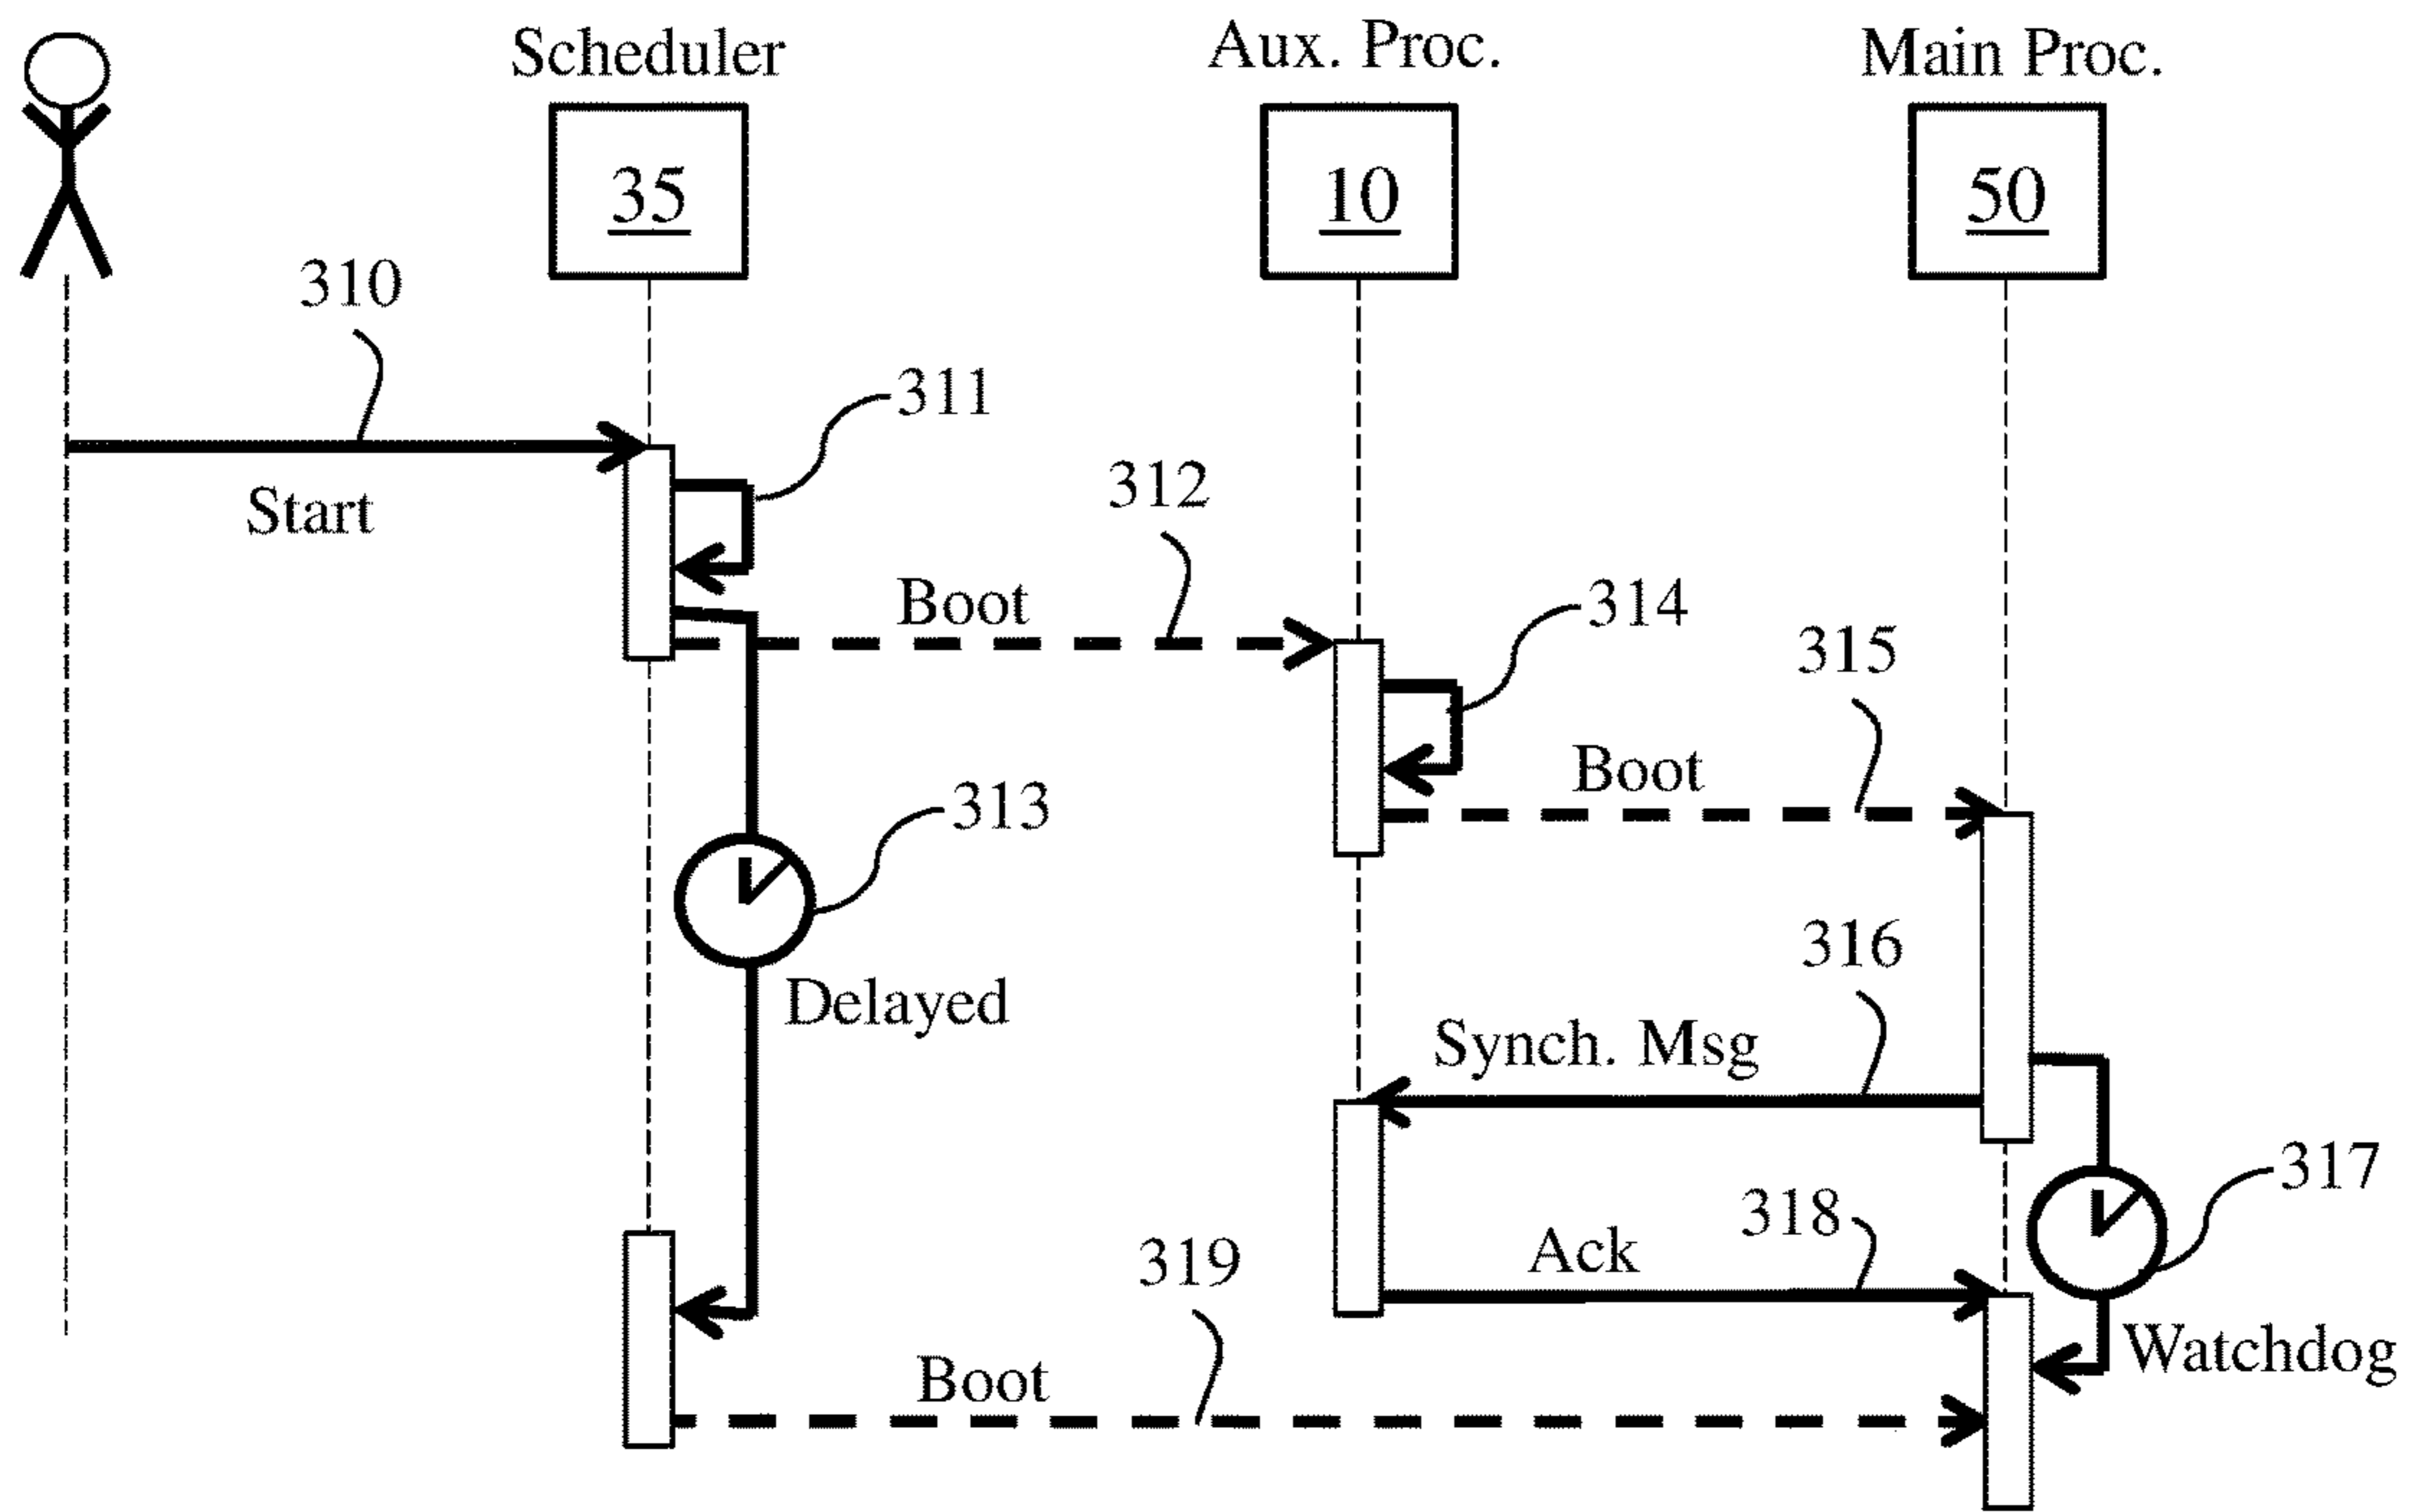 Scheduler
Aux. Proc.
Main Proc.
35
10
50
310
311
Start
312
Boot
314
315
Boot
313
316
Delayed
Synch. Msg
317
318
Ack
319
Watchdog
Boot